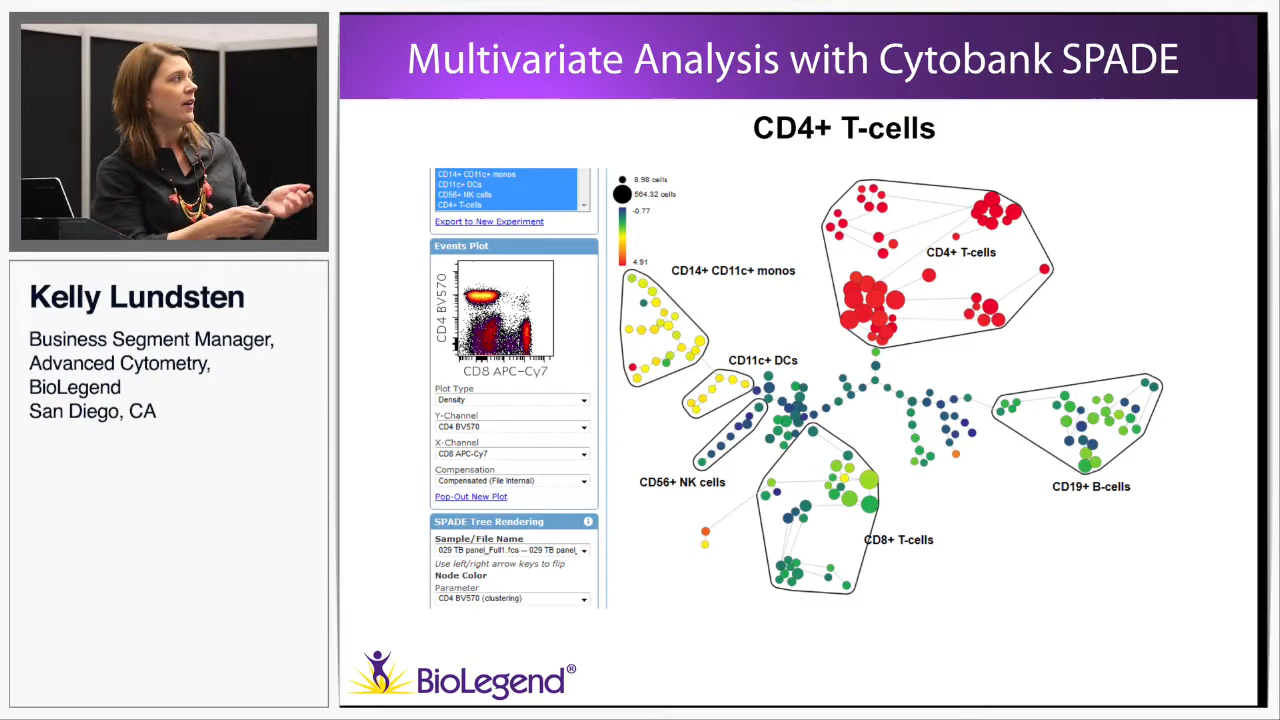 Multivariate Analysis with Cytobank SPADE
CD4+ T-cells
Kelly Lundsten
Business Segment Manager,
Advanced Cytometry,
BioLegend
San Diego, CA
CD14+ CD11c+ monos
CD11c+ DCs
CD56+ NK cells
CD4+ T-cells
Export to New Experiment
Events Plot
CD4 BV570
CD8 APC-Cy7
Plot Type
Density
Y-Channel
CD4 BV570
X-Channel
CD8 APC-Cy7
Compensation
Compensated (File Internal)
Pop-Out New Plot
SPADE Tree Rendering
Sample/File Name
029 TB panel_Full1.fcs -- 029 TB panel_
Use left/right arrow keys to flip
Node Color
Parameter
CD4 BV570 (clustering)
8.98 cells
564.32 cells
-0.77
4.91
CD14+ CD11c+ monos
CD4+ T-cells
CD11c+ DCs
CD56+ NK cells
CD19+ B-cells
CD8+ T-cells
BioLegend®